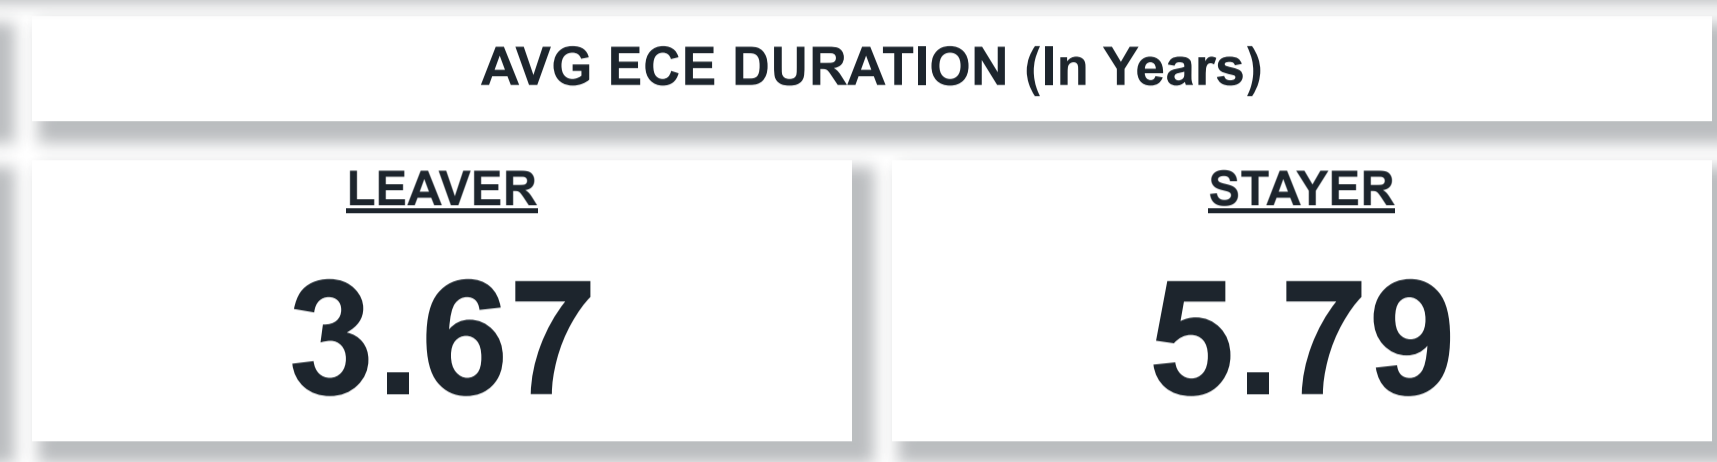 AVG ECE DURATION (In Years)
LEAVER
STAYER
3.67
5.79